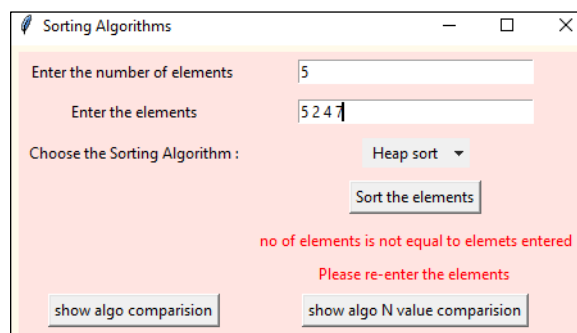 Sorting Algorithms
Enter the number of elements 5
Enter the elements 5 2 4 7
Choose the Sorting Algorithm : Heap sort
Sort the elements
no of elements is not equal to elemets entered
Please re-enter the elements
show algo comparision show algo N value comparision